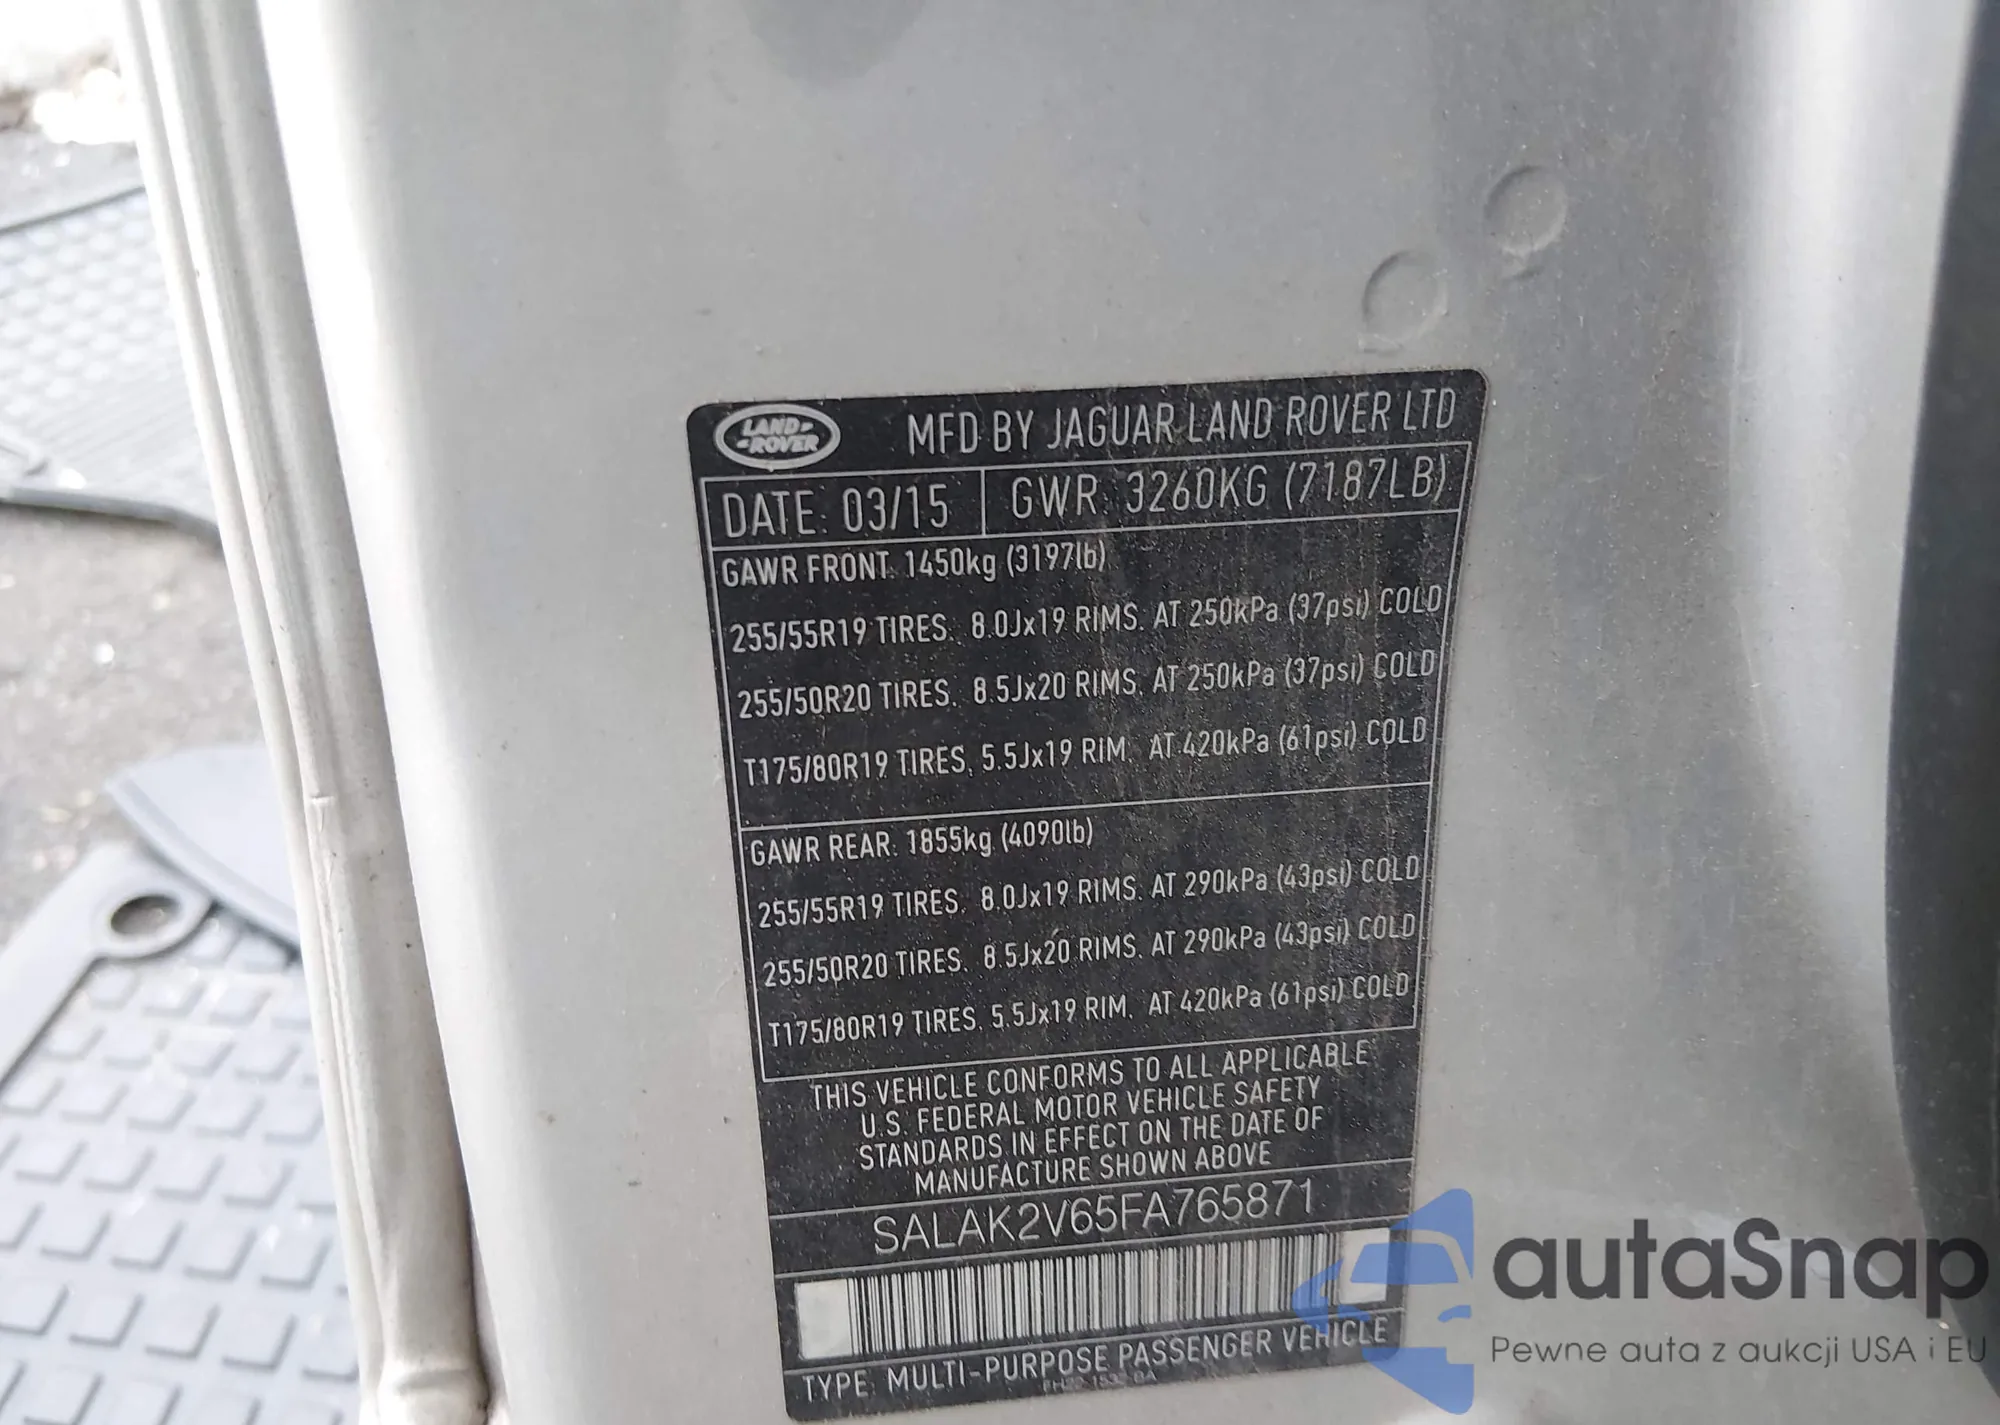 LAND-
-ROVER
MFD BY JAGUAR LAND ROVER LTD
DATE: 03/15 GWR: 3260KG (7187LB)
GAWR FRONT: 1450kg (3197lb)
255/55R19 TIRES. 8.0Jx19 RIMS. AT 250kPa (37psi) COLD
255/50R20 TIRES. 8.5Jx20 RIMS. AT 250kPa (37psi) COLD
T175/80R19 TIRES. 5.5Jx19 RIM. AT 420kPa (61psi) COLD
GAWR REAR: 1855kg (4090lb)
255/55R19 TIRES. 8.0Jx19 RIMS. AT 290kPa (43psi) COLD
255/50R20 TIRES. 8.5Jx20 RIMS. AT 290kPa (43psi) COLD
T175/80R19 TIRES. 5.5Jx19 RIM. AT 420kPa (61psi) COLD
THIS VEHICLE CONFORMS TO ALL APPLICABLE
U.S. FEDERAL MOTOR VEHICLE SAFETY
STANDARDS IN EFFECT ON THE DATE OF
MANUFACTURE SHOWN ABOVE
SALAK2V65FA765871
TYPE: MULTI-PURPOSE PASSENGER VEHICLE
autaSnap
Pewne auta z aukcji USA i EU